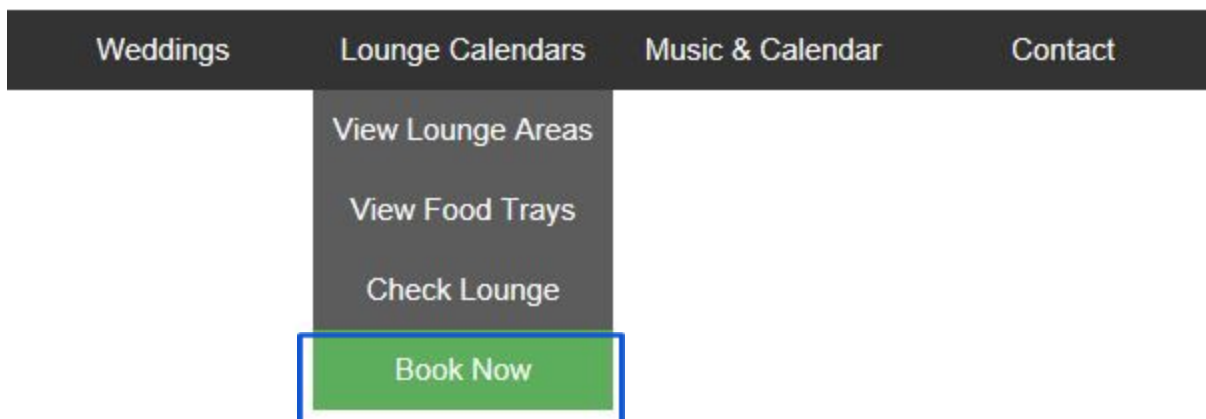 Weddings Lounge Calendars Music & Calendar Contact
View Lounge Areas
View Food Trays
Check Lounge
Book Now